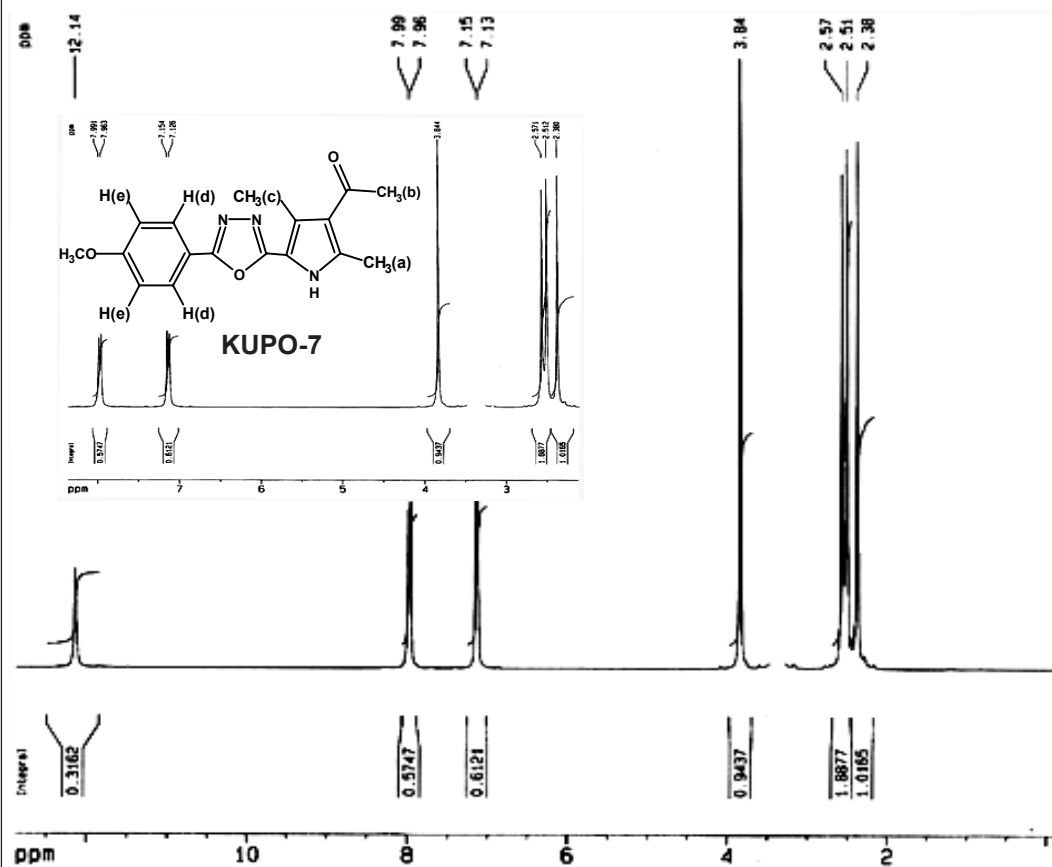 ppm
12.14
7.99
7.96
7.15
7.13
3.84
2.57
2.51
2.38
ppm
7.991
7.963
7.154
7.126
3.844
2.571
2.512
2.380
O
H(e)
H(d)
CH₃(c)
CH₃(b)
N
N
H₃CO
O
N
H
CH₃(a)
H(e)
H(d)
KUPO-7
Integral
0.5747
0.6121
0.9437
1.8877
1.0165
ppm
7
6
5
4
3
Integral
0.3162
0.5747
0.6121
0.9437
1.8877
1.0165
ppm
10
8
6
4
2